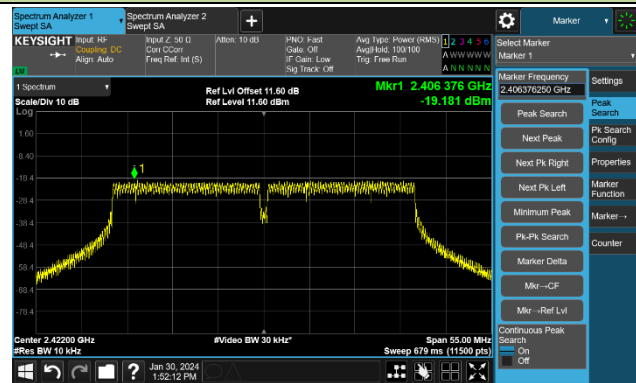 Spectrum Analyzer 1
Swept SA
Spectrum Analyzer 2
Swept SA
+
Marker
KEYSIGHT
Input: RF
Coupling: DC
Align: Auto
Input Z: 50 Ω
Corr CCorr
Freq Ref: Int (S)
Atten: 10 dB
PNO: Fast
Gate: Off
IF Gain: Low
Sig Track: Off
Avg Type: Power (RMS)
Avg|Hold: 100/100
Trig: Free Run
1 2 3 4 5 6
A W W W W W
A N N N N N
Select Marker
Marker 1
1 Spectrum
Scale/Div 10 dB
Log
Ref Lvl Offset 11.60 dB
Ref Level 11.60 dBm
Mkr1 2.406 376 GHz
-19.181 dBm
1
1.60
-8.40
-18.4
-28.4
-38.4
-48.4
-58.4
-68.4
-78.4
Center 2.42200 GHz
#Res BW 10 kHz
#Video BW 30 kHz*
Span 55.00 MHz
Sweep 679 ms (11500 pts)
Marker Frequency
2.406376250 GHz
Peak Search
Next Peak
Next Pk Right
Next Pk Left
Minimum Peak
Pk-Pk Search
Marker Delta
Mkr→CF
Mkr→Ref Lvl
Continuous Peak
Search
On
Off
Settings
Peak
Search
Pk Search
Config
Properties
Marker
Function
Marker→
Counter
?
Jan 30, 2024
1:52:12 PM